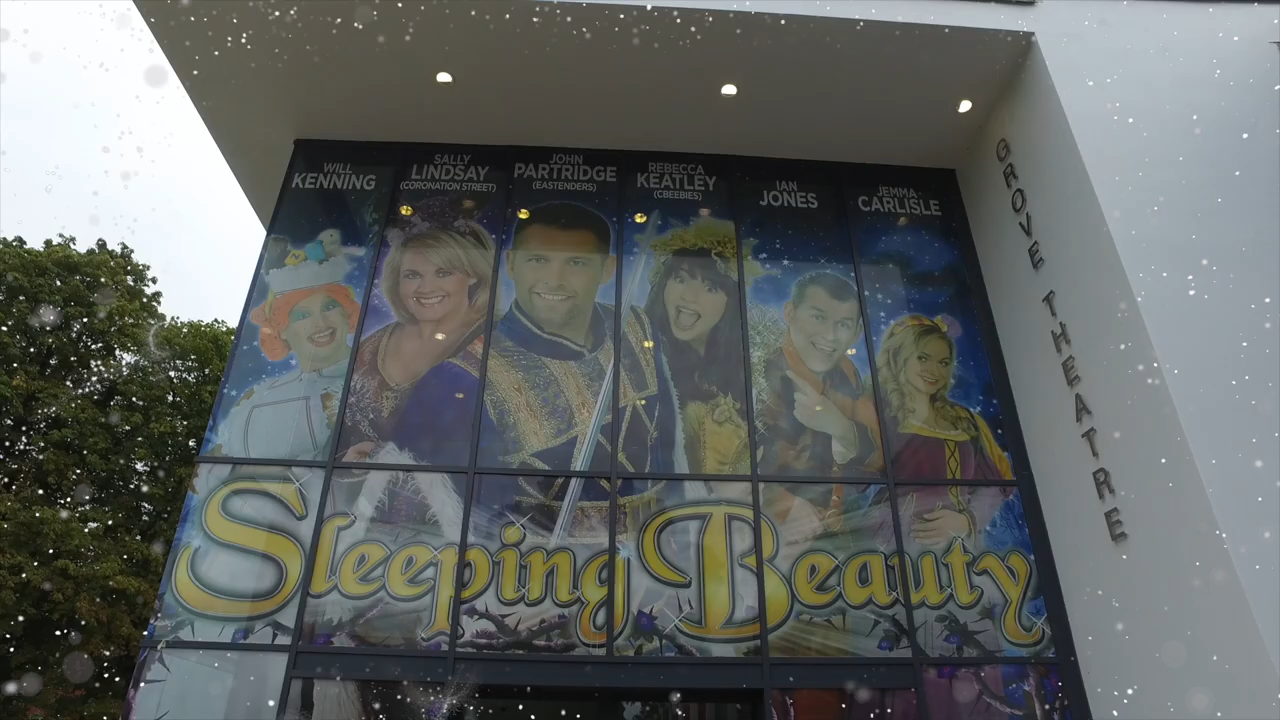 WILL
KENNING
SALLY
LINDSAY
(CORONATION STREET)
JOHN
PARTRIDGE
(EASTENDERS)
REBECCA
KEATLEY
(CBEEBIES)
IAN
JONES
JEMMA
CARLISLE
GROVE THEATRE
Sleeping Beauty